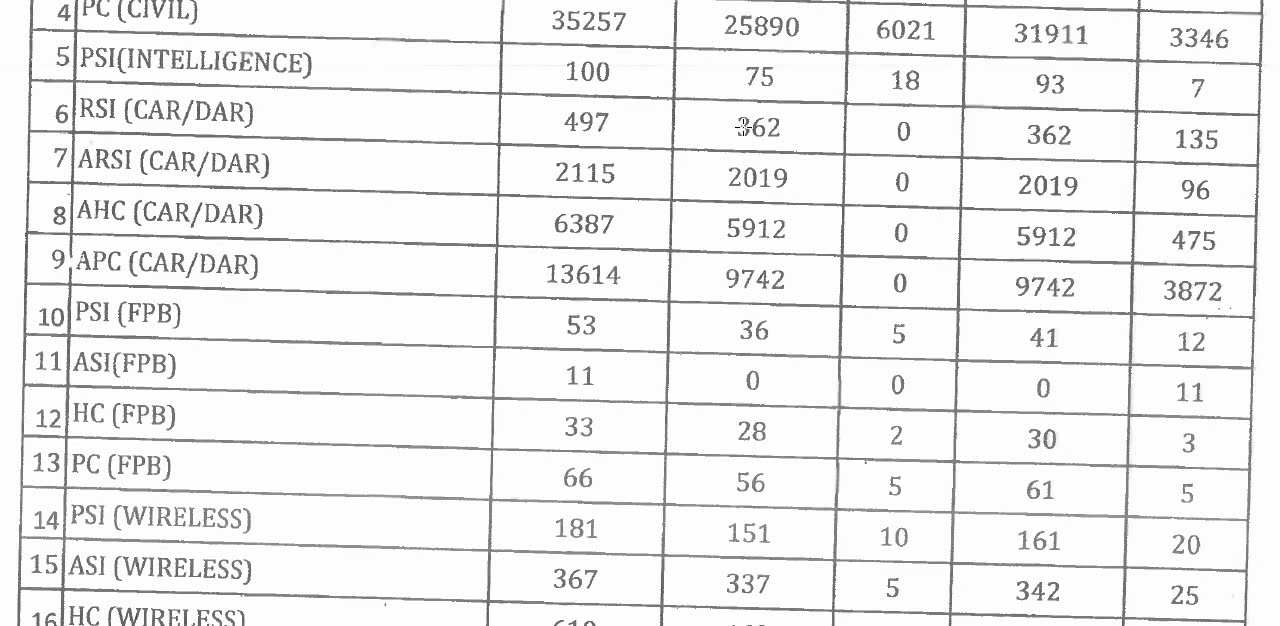 4 PC (CIVIL) 35257 25890 6021 31911 3346
5 PSI(INTELLIGENCE) 100 75 18 93 7
6 RSI (CAR/DAR) 497 362 0 362 135
7 ARSI (CAR/DAR) 2115 2019 0 2019 96
8 AHC (CAR/DAR) 6387 5912 0 5912 475
9 APC (CAR/DAR) 13614 9742 0 9742 3872
10 PSI (FPB) 53 36 5 41 12
11 ASI(FPB) 11 0 0 0 11
12 HC (FPB) 33 28 2 30 3
13 PC (FPB) 66 56 5 61 5
14 PSI (WIRELESS) 181 151 10 161 20
15 ASI (WIRELESS) 367 337 5 342 25
16 HC (WIRELESS)